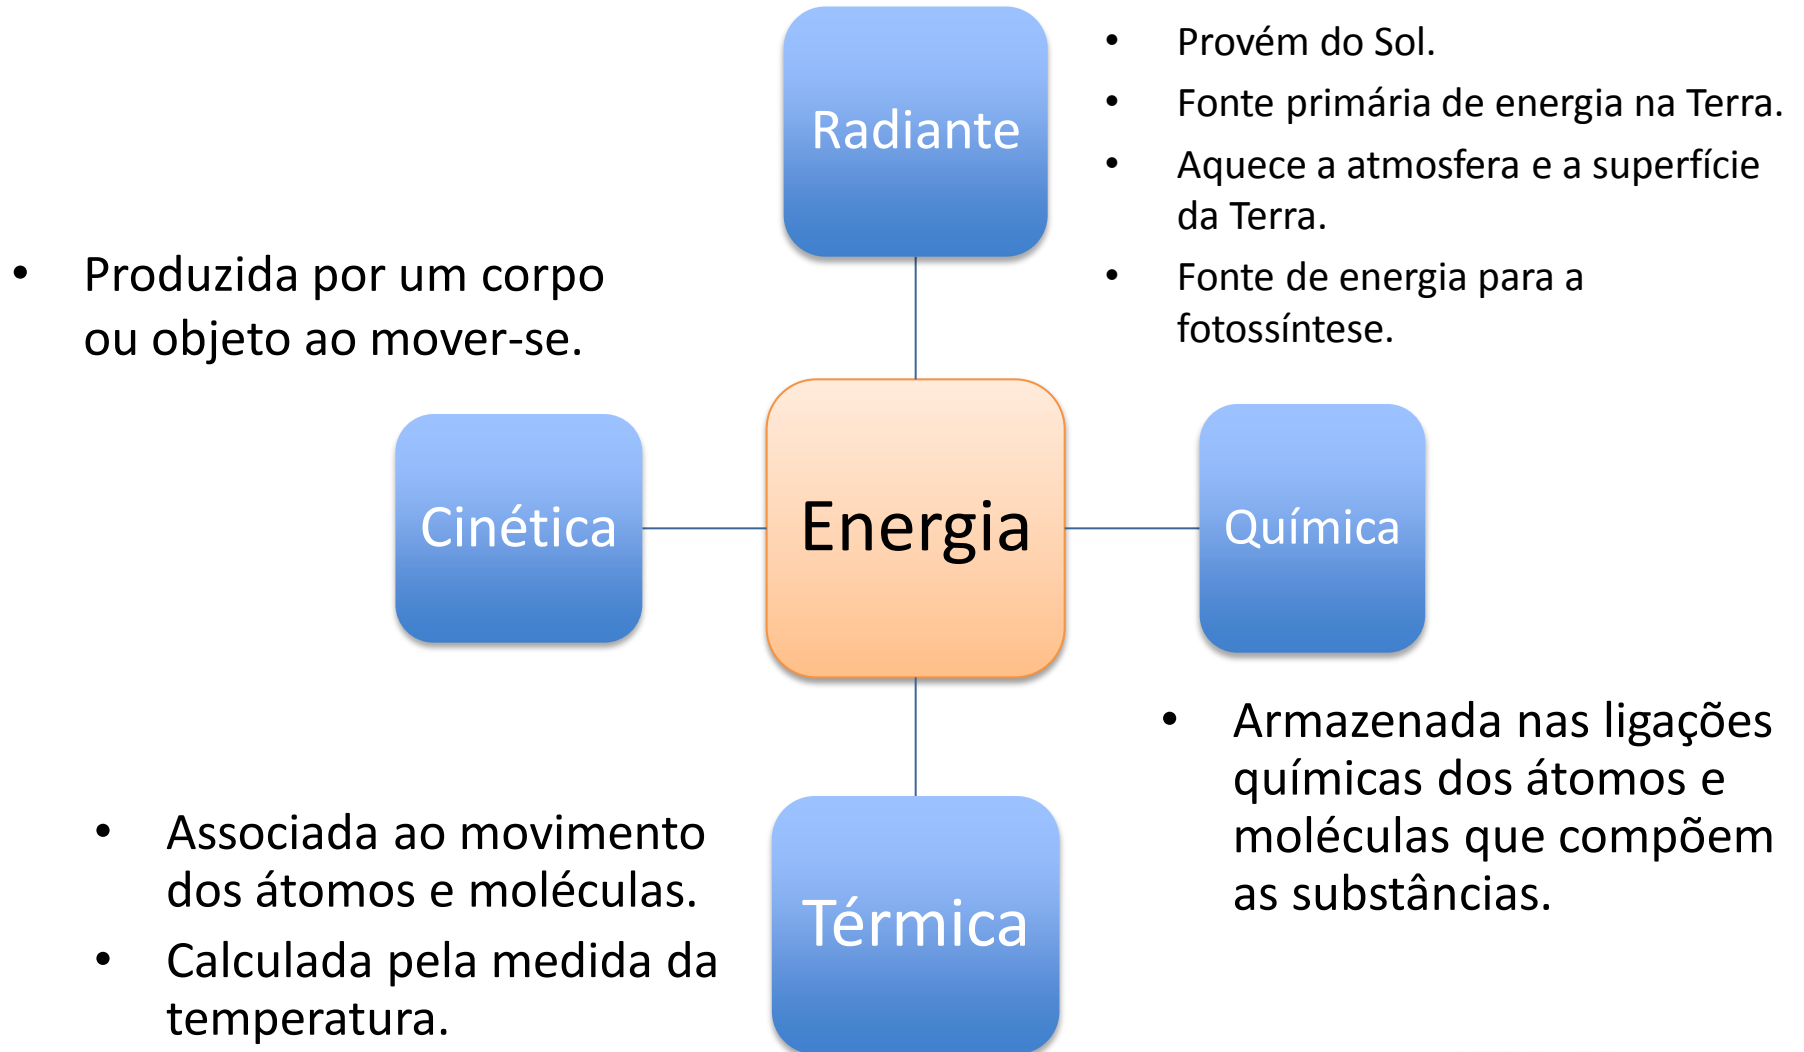 Radiante
• Provém do Sol.
• Fonte primária de energia na Terra.
• Aquece a atmosfera e a superfície
da Terra.
• Fonte de energia para a
fotossíntese.
• Produzida por um corpo
ou objeto ao mover-se.
Cinética
Energia
Química
• Armazenada nas ligações
químicas dos átomos e
moléculas que compõem
as substâncias.
• Associada ao movimento
dos átomos e moléculas.
• Calculada pela medida da
temperatura.
Térmica